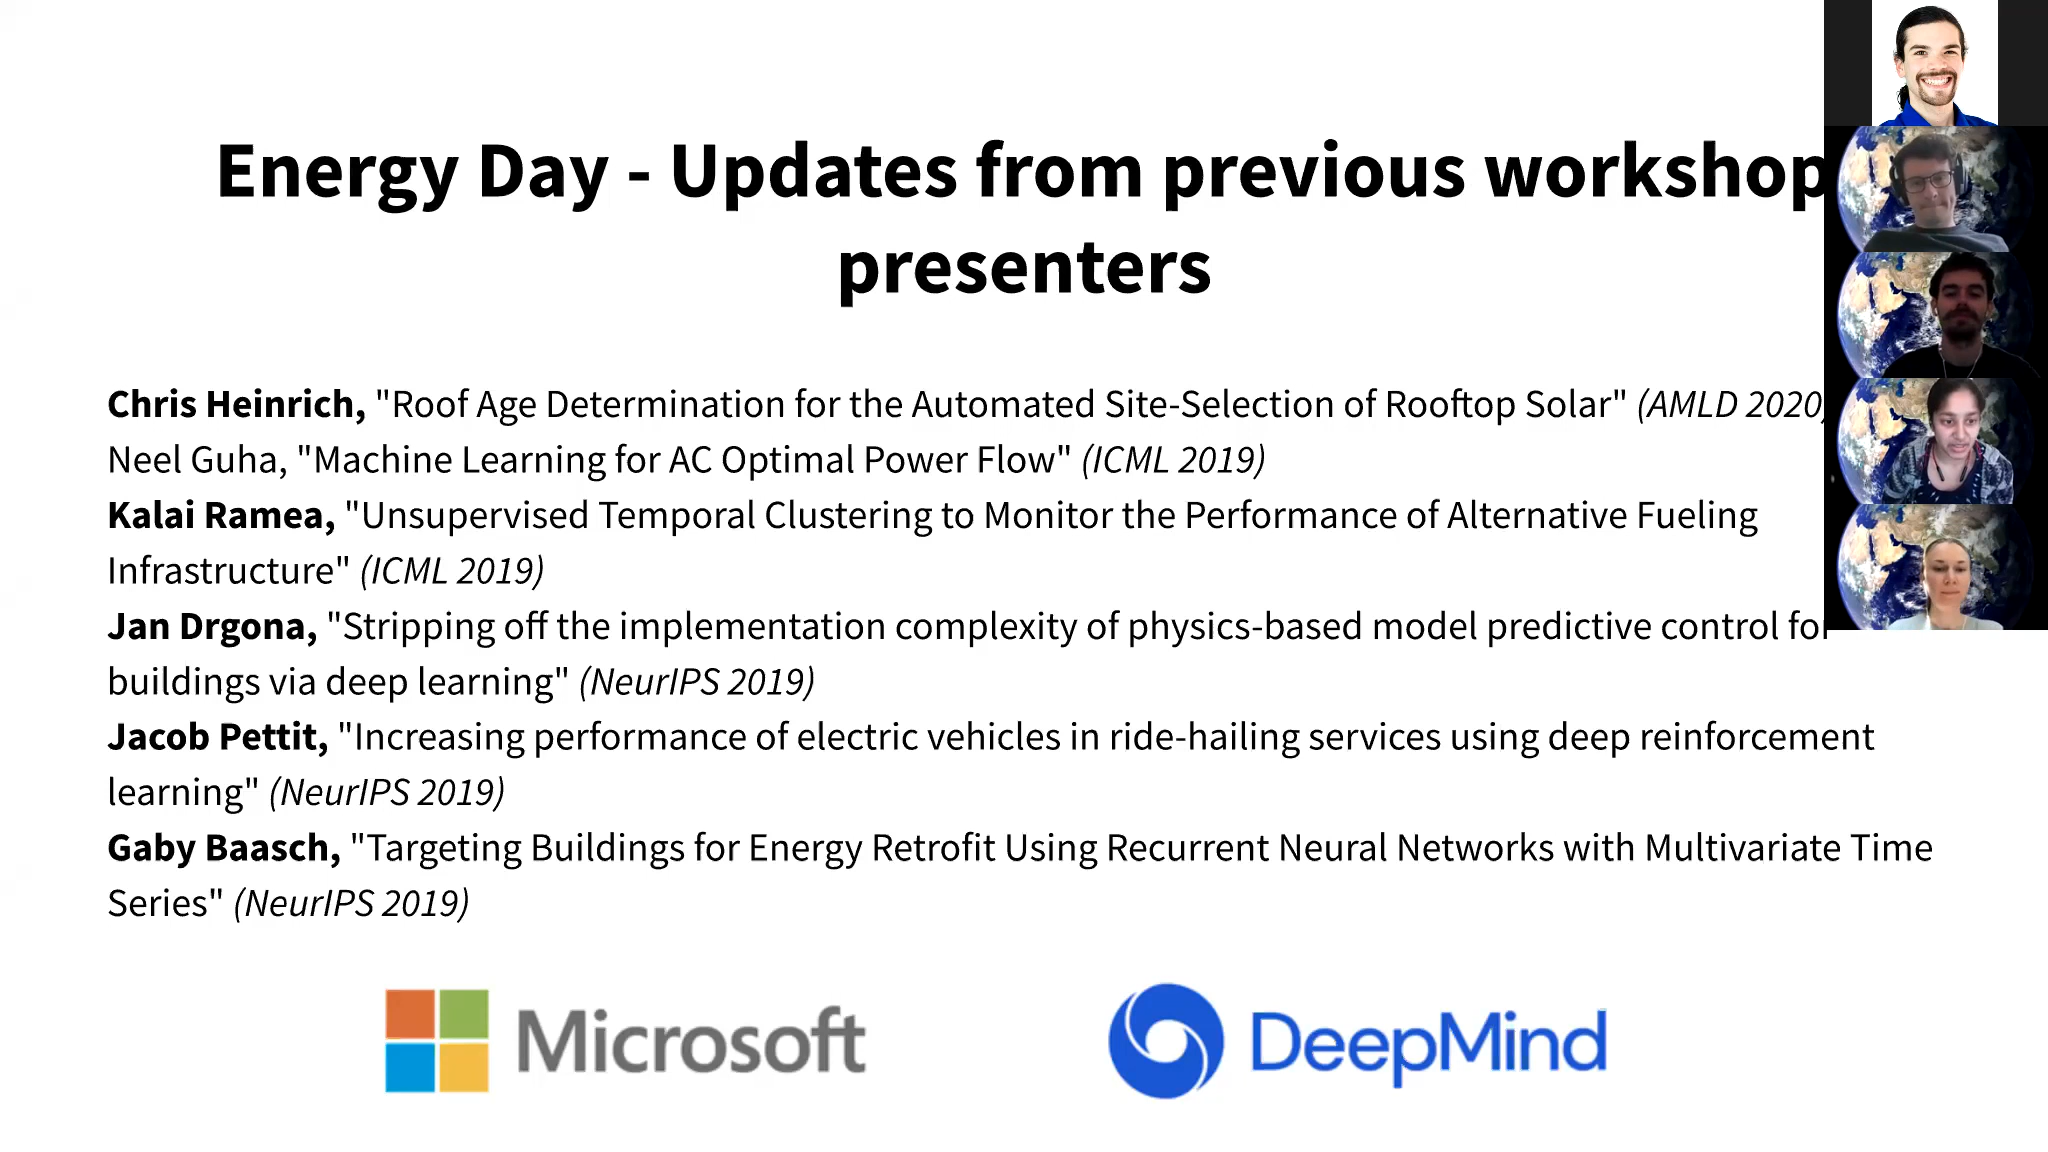 Energy Day - Updates from previous workshop
presenters
Chris Heinrich, "Roof Age Determination for the Automated Site-Selection of Rooftop Solar" (AMLD 2020)
Neel Guha, "Machine Learning for AC Optimal Power Flow" (ICML 2019)
Kalai Ramea, "Unsupervised Temporal Clustering to Monitor the Performance of Alternative Fueling
Infrastructure" (ICML 2019)
Jan Drgona, "Stripping off the implementation complexity of physics-based model predictive control for
buildings via deep learning" (NeurIPS 2019)
Jacob Pettit, "Increasing performance of electric vehicles in ride-hailing services using deep reinforcement
learning" (NeurIPS 2019)
Gaby Baasch, "Targeting Buildings for Energy Retrofit Using Recurrent Neural Networks with Multivariate Time
Series" (NeurIPS 2019)
Microsoft
DeepMind